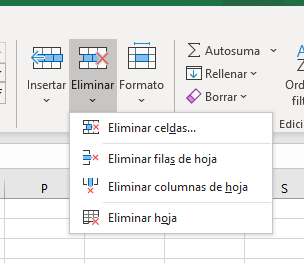 Insertar
Eliminar
Formato
Autosuma
Rellenar
Borrar
Eliminar celdas...
Eliminar filas de hoja
Eliminar columnas de hoja
Eliminar hoja
P
S